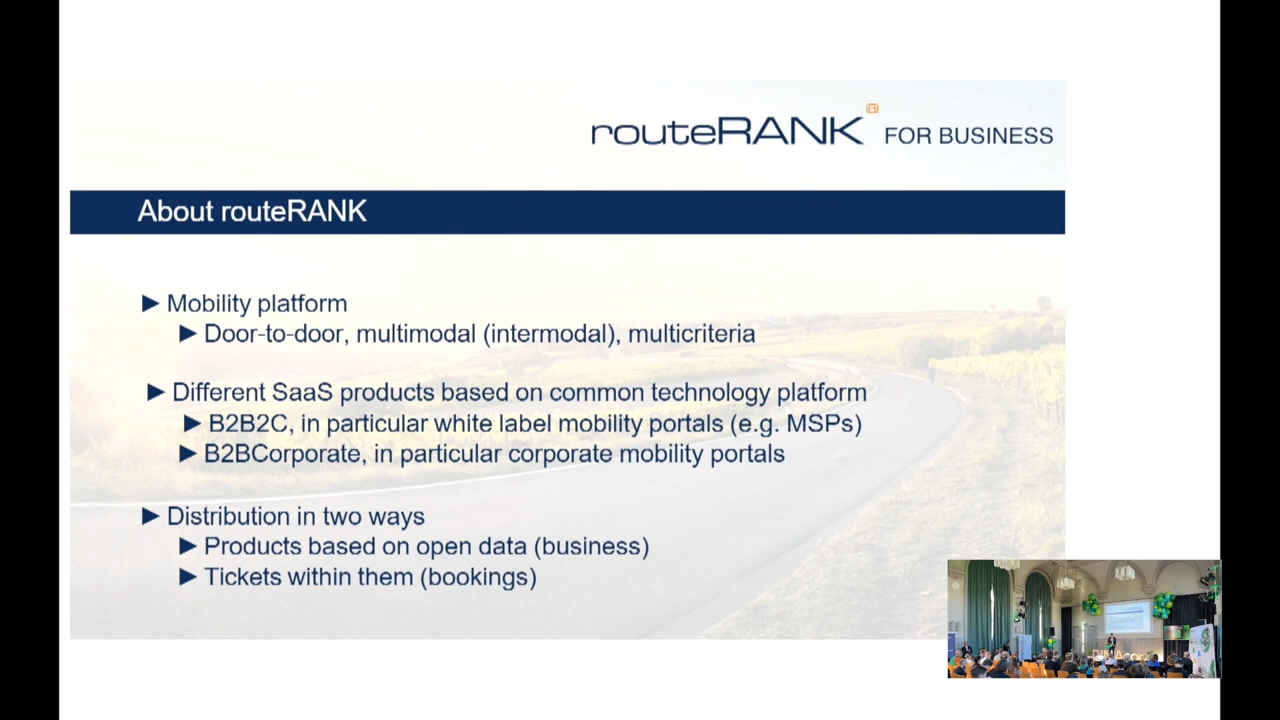 routeRANK FOR BUSINESS
About routeRANK
► Mobility platform
► Door-to-door, multimodal (intermodal), multicriteria
► Different SaaS products based on common technology platform
► B2B2C, in particular white label mobility portals (e.g. MSPs)
► B2BCorporate, in particular corporate mobility portals
► Distribution in two ways
► Products based on open data (business)
► Tickets within them (bookings)